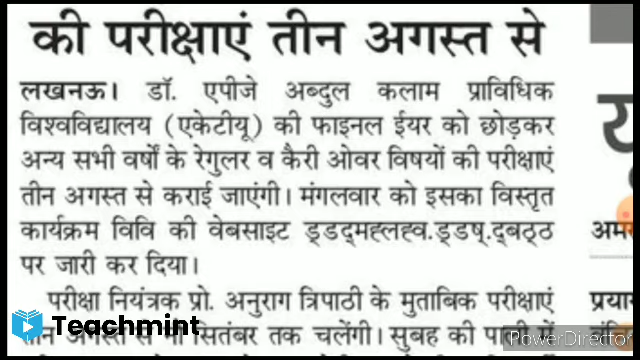 की परीक्षाएं तीन अगस्त से
लखनऊ। डॉ. एपीजे अब्दुल कलाम प्राविधिक
विश्वविद्यालय (एकेटीयू) की फाइनल ईयर को छोड़कर
अन्य सभी वर्षों के रेगुलर व कैरी ओवर विषयों की परीक्षाएं
तीन अगस्त से कराई जाएंगी। मंगलवार को इसका विस्तृत
कार्यक्रम विवि की वेबसाइट
पर जारी कर दिया।
परीक्षा नियंत्रक प्रो. अनुराग त्रिपाठी के मुताबिक परीक्षाएं
तीन अगस्त से नौ सितंबर तक चलेंगी। सुबह की पाली में
प्रयाग
Teachmint
PowerDirector